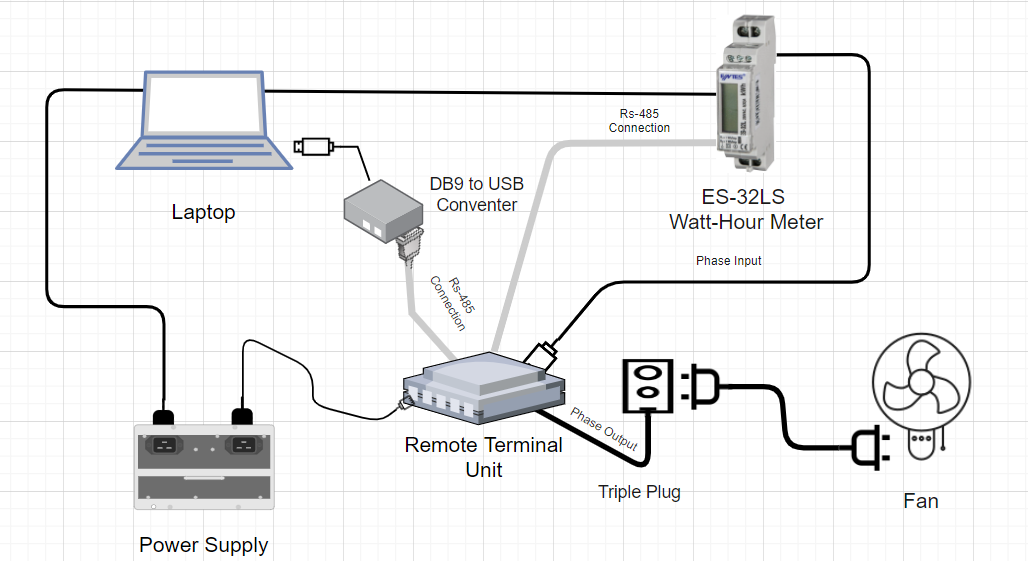 Rs-485
Connection
DB9 to USB
Conventer
Laptop
ES-32LS
Watt-Hour Meter
Phase Input
Rs-485
Connection
Phase Output
Remote Terminal
Unit
Triple Plug
Fan
Power Supply